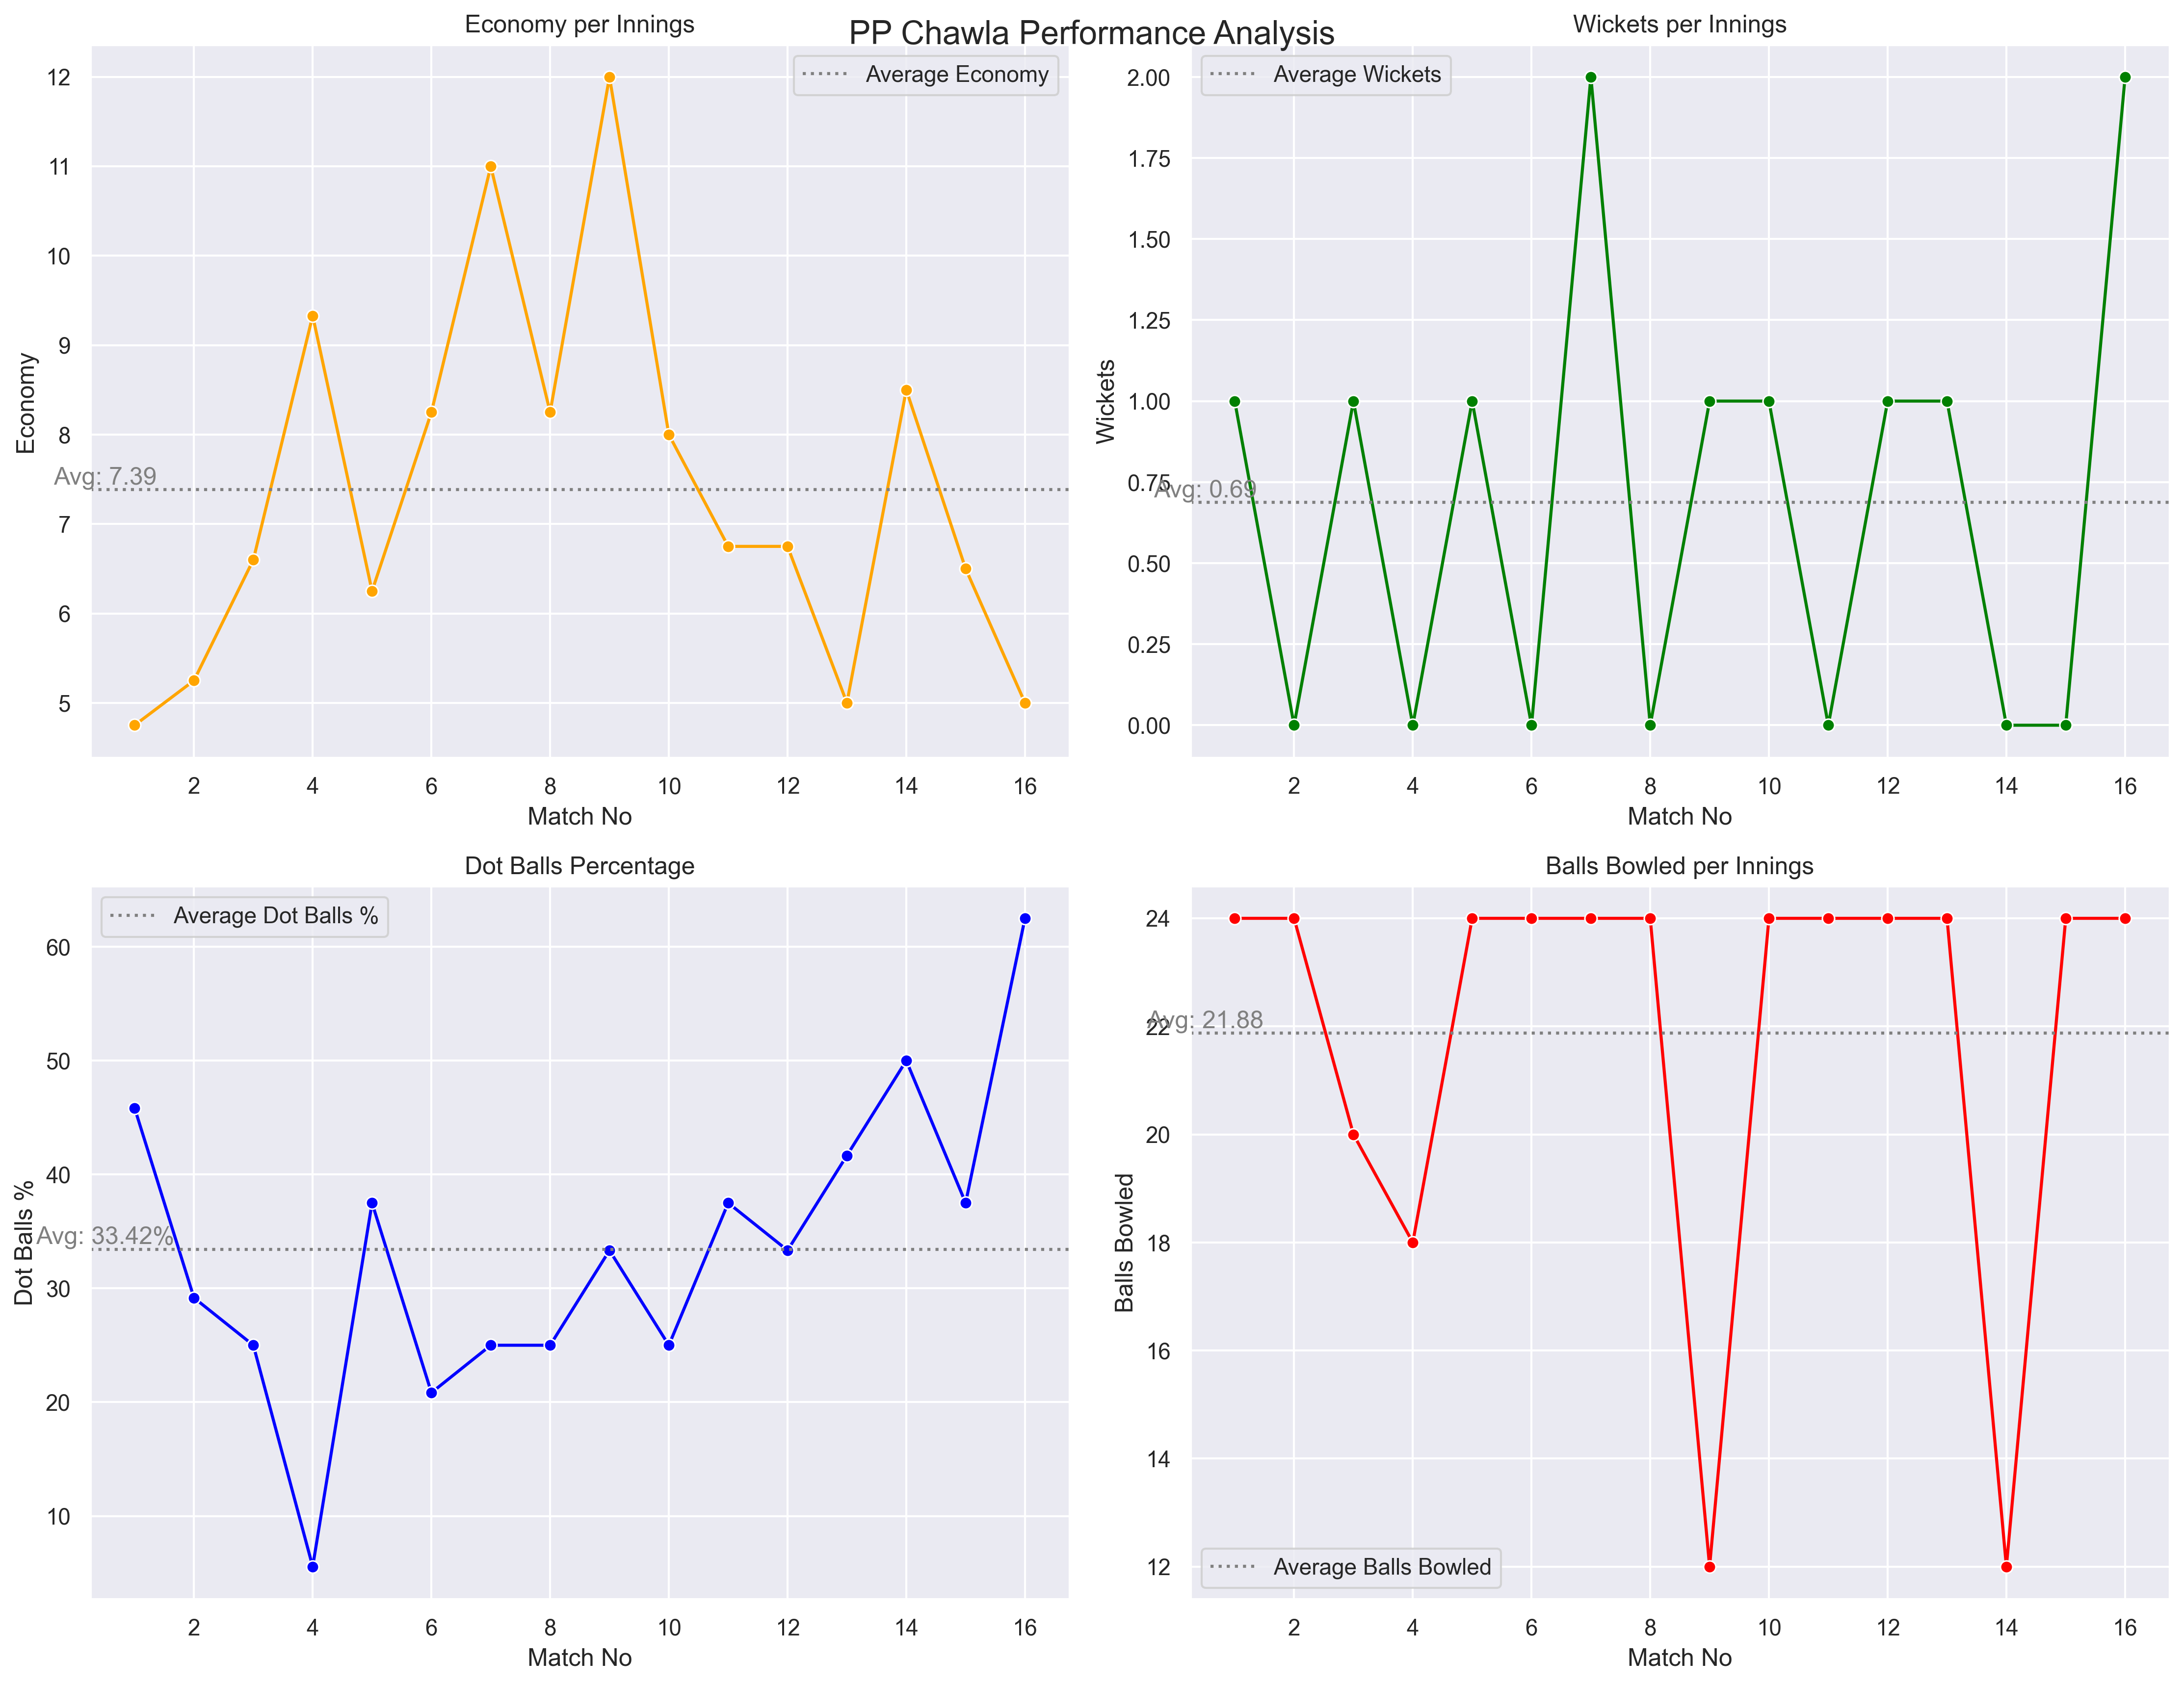 PP Chawla Performance Analysis
Economy per Innings
Average Economy
12
11
10
9
8
7
6
5
Economy
Avg: 7.39
2 4 6 8 10 12 14 16
Match No
Wickets per Innings
Average Wickets
2.00
1.75
1.50
1.25
1.00
0.75
0.50
0.25
0.00
Wickets
Avg: 0.69
2 4 6 8 10 12 14 16
Match No
Dot Balls Percentage
Average Dot Balls %
60
50
40
30
20
10
Dot Balls %
Avg: 33.42%
2 4 6 8 10 12 14 16
Match No
Balls Bowled per Innings
24
22
20
18
16
14
12
Balls Bowled
Avg: 21.88
Average Balls Bowled
2 4 6 8 10 12 14 16
Match No